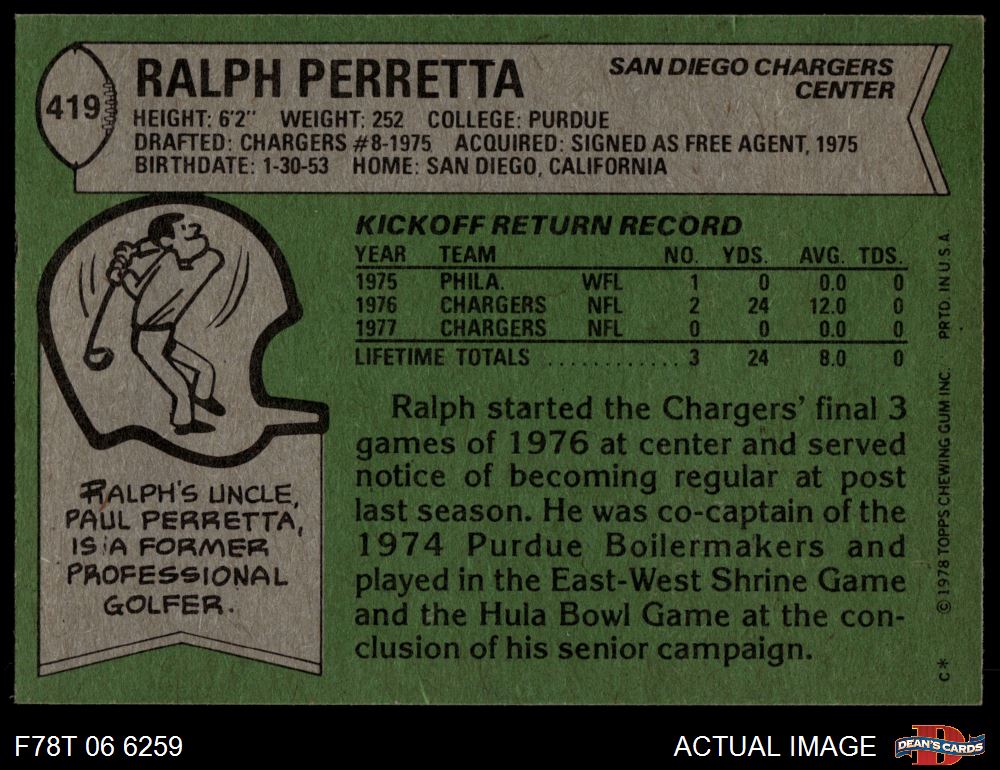 419
RALPH PERRETTA
SAN DIEGO CHARGERS
CENTER
HEIGHT: 6'2" WEIGHT: 252 COLLEGE: PURDUE
DRAFTED: CHARGERS #8-1975 ACQUIRED: SIGNED AS FREE AGENT, 1975
BIRTHDATE: 1-30-53 HOME: SAN DIEGO, CALIFORNIA
KICKOFF RETURN RECORD
YEAR TEAM NO. YDS. AVG. TDS.
1975 PHILA. WFL 1 0 0.0 0
1976 CHARGERS NFL 2 24 12.0 0
1977 CHARGERS NFL 0 0 0.0 0
LIFETIME TOTALS ............ 3 24 8.0 0
Ralph started the Chargers' final 3
games of 1976 at center and served
notice of becoming regular at post
last season. He was co-captain of the
1974 Purdue Boilermakers and
played in the East-West Shrine Game
and the Hula Bowl Game at the con-
clusion of his senior campaign.
RALPH'S UNCLE,
PAUL PERRETTA,
IS A FORMER
PROFESSIONAL
GOLFER.
C* © 1978 TOPPS CHEWING GUM INC. PRTD. IN U.S.A.
F78T 06 6259
ACTUAL IMAGE
D
DEAN'S CARDS